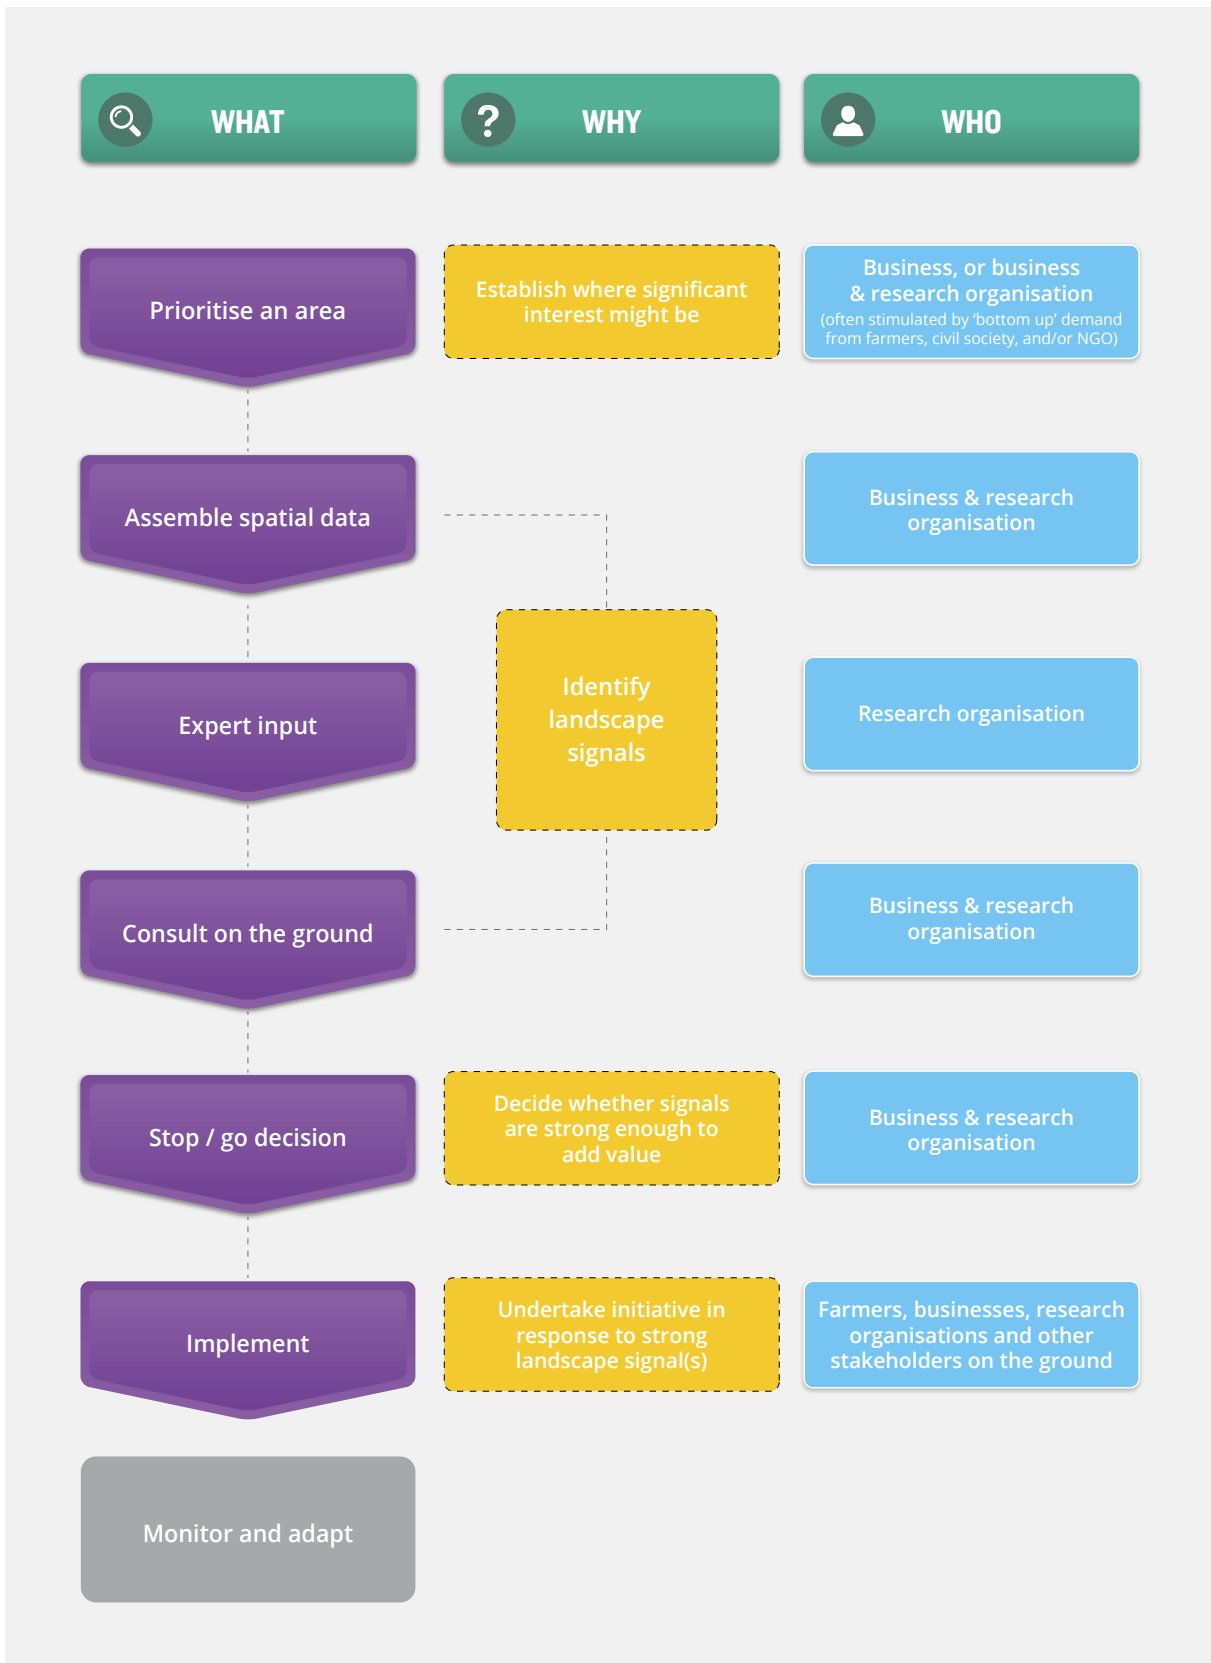 WHAT
?
WHY
WHO
Prioritise an area
Establish where significant
interest might be
Business, or business
& research organisation
(often stimulated by ‘bottom up’ demand
from farmers, civil society, and/or NGO)
Assemble spatial data
Business & research
organisation
Identify
landscape
signals
Expert input
Research organisation
Consult on the ground
Business & research
organisation
Stop / go decision
Decide whether signals
are strong enough to
add value
Business & research
organisation
Implement
Undertake initiative in
response to strong
landscape signal(s)
Farmers, businesses, research
organisations and other
stakeholders on the ground
Monitor and adapt